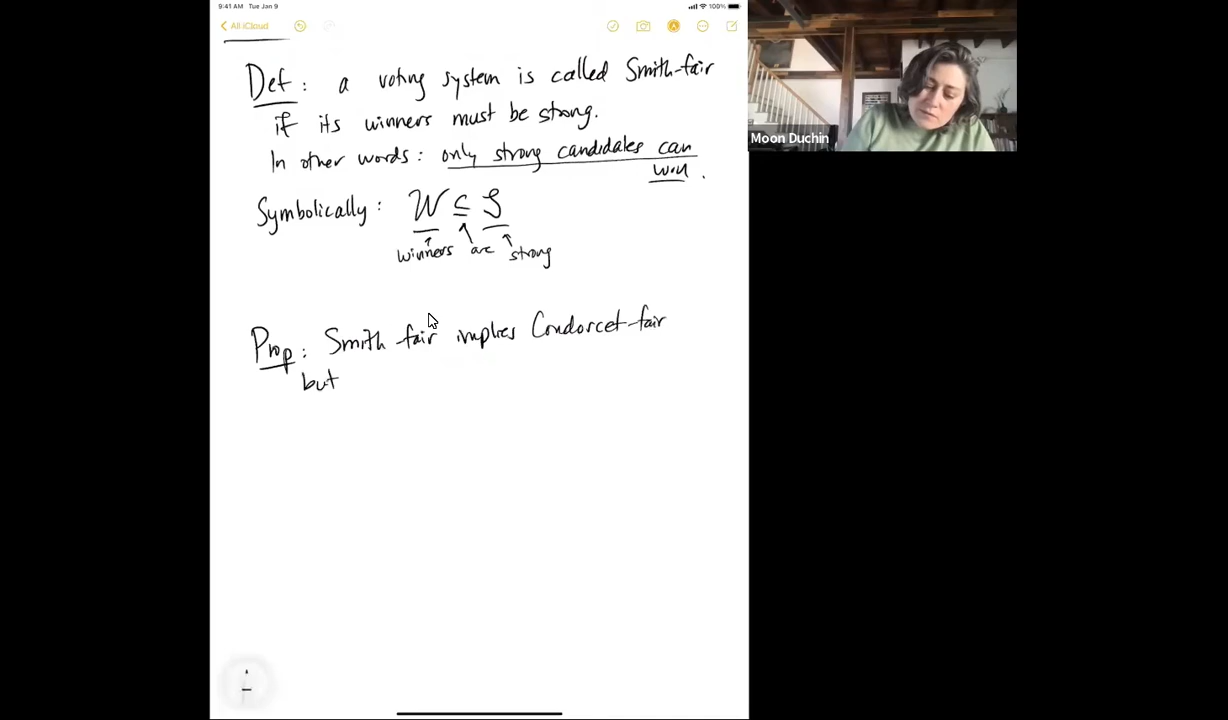 9:41 AM Tue Jan 9
100%
All iCloud
Def: a voting system is called Smith-fair
if its winners must be strong.
In other words: only strong candidates can
win.
Symbolically: W ⊆ S
winners are strong
Prop: Smith fair implies Condorcet-fair
but
Moon Duchin